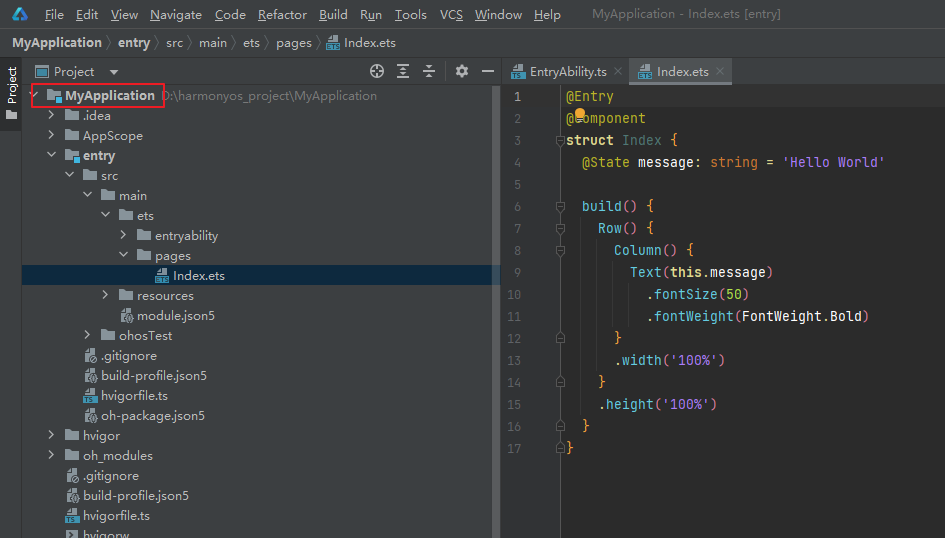 File Edit View Navigate Code Refactor Build Run Tools VCS Window Help MyApplication - Index.ets [entry]
MyApplication entry src main ets pages Index.ets
Project
Project
EntryAbility.ts
Index.ets
MyApplication D:\harmonyos_project\MyApplication
.idea
AppScope
entry
src
main
ets
entryability
pages
Index.ets
resources
module.json5
ohosTest
.gitignore
build-profile.json5
hvigorfile.ts
oh-package.json5
hvigor
oh_modules
.gitignore
build-profile.json5
hvigorfile.ts
hvigorw
1 @Entry
2 @Component
3 struct Index {
4 @State message: string = 'Hello World'
5
6 build() {
7 Row() {
8 Column() {
9 Text(this.message)
10 .fontSize(50)
11 .fontWeight(FontWeight.Bold)
12 }
13 .width('100%')
14 }
15 .height('100%')
16 }
17 }